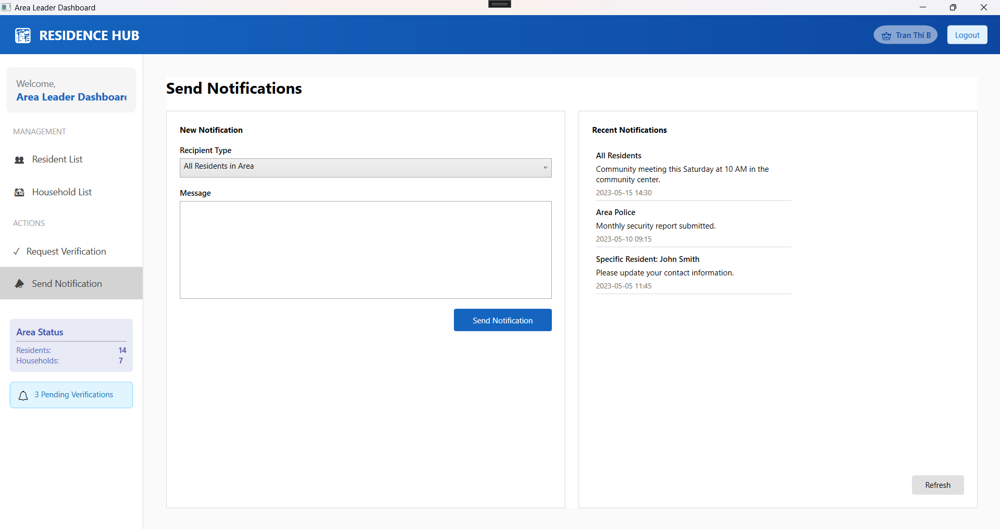 Area Leader Dashboard
RESIDENCE HUB
Tran Thi B
Logout
Welcome,
Area Leader Dashboard
MANAGEMENT
Resident List
Household List
ACTIONS
Request Verification
Send Notification
Area Status
Residents: 14
Households: 7
3 Pending Verifications
Send Notifications
New Notification
Recipient Type
All Residents in Area
Message
Send Notification
Recent Notifications
All Residents
Community meeting this Saturday at 10 AM in the
community center.
2023-05-15 14:30
Area Police
Monthly security report submitted.
2023-05-10 09:15
Specific Resident: John Smith
Please update your contact information.
2023-05-05 11:45
Refresh